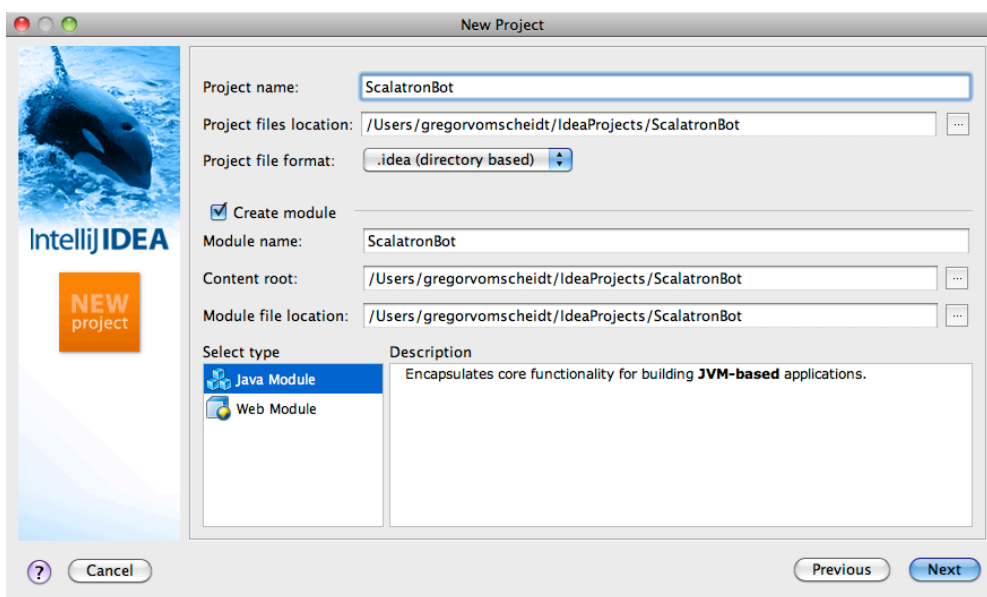 New Project
IntelliJ IDEA
NEW
project
Project name: ScalatronBot
Project files location: /Users/gregorvomscheidt/IdeaProjects/ScalatronBot ...
Project file format: .idea (directory based)
Create module
Module name: ScalatronBot
Content root: /Users/gregorvomscheidt/IdeaProjects/ScalatronBot ...
Module file location: /Users/gregorvomscheidt/IdeaProjects/ScalatronBot ...
Select type Description
Java Module Encapsulates core functionality for building JVM-based applications.
Web Module
? Cancel Previous Next